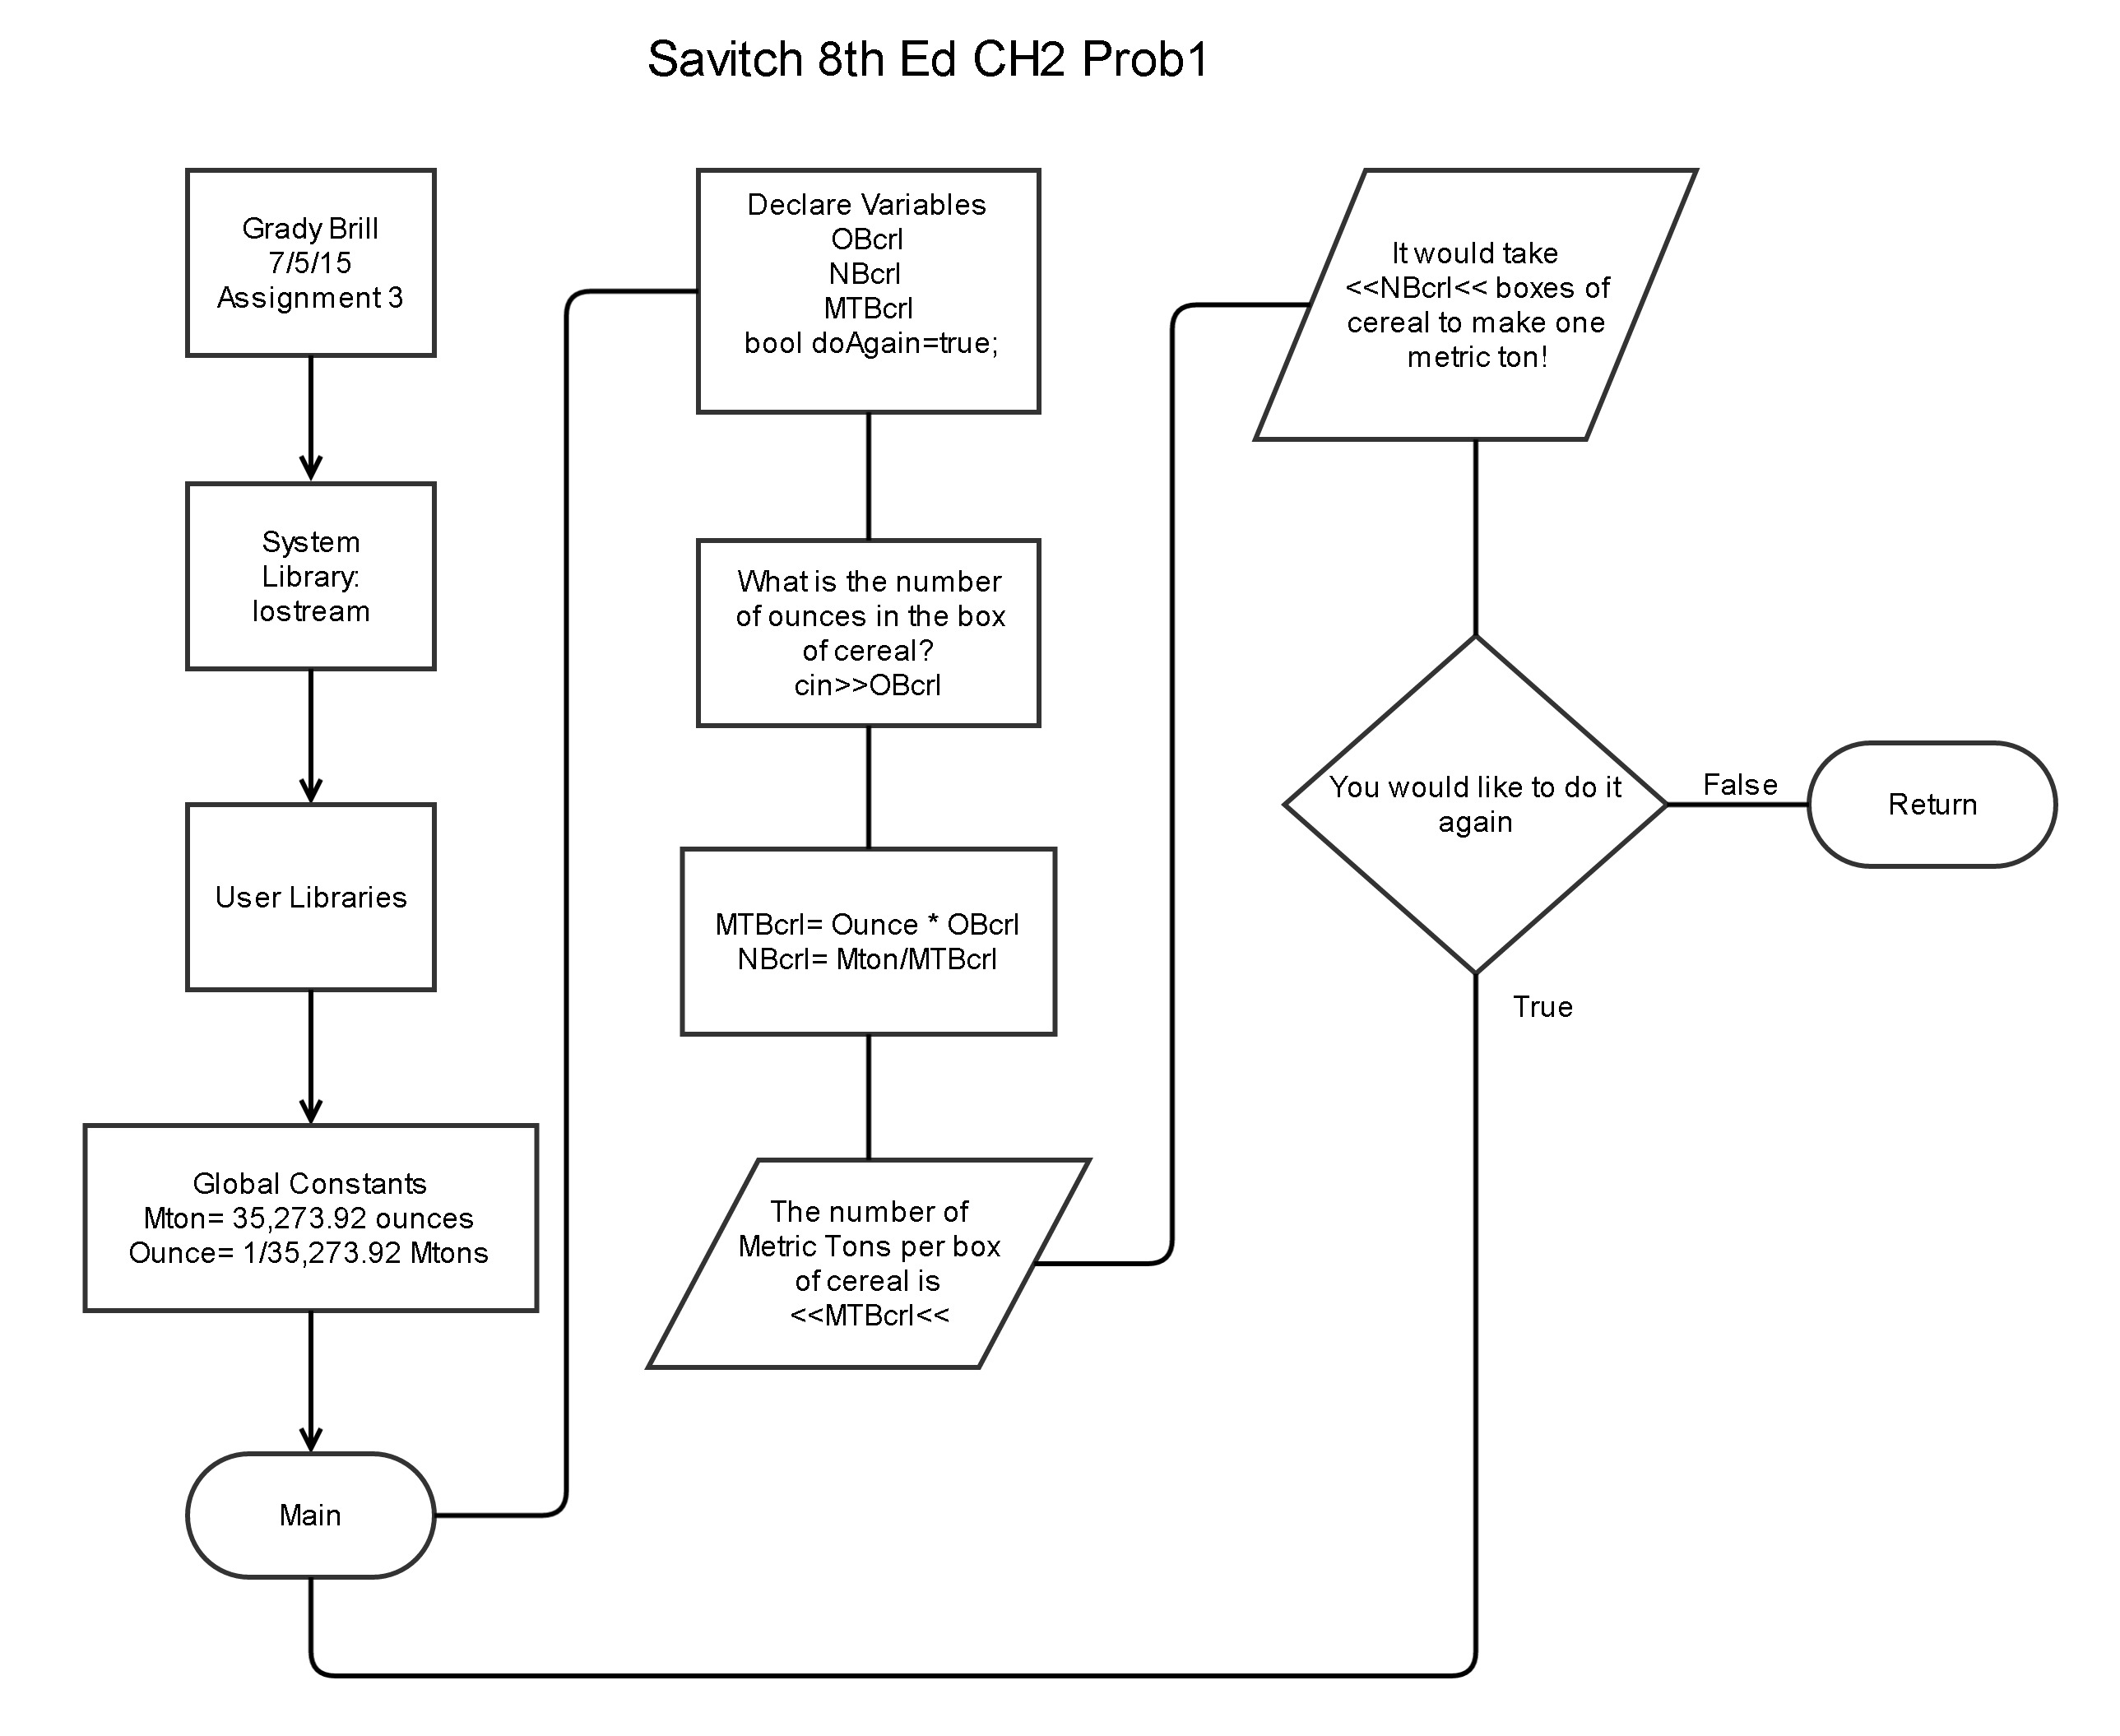 Savitch 8th Ed CH2 Prob1
Grady Brill
7/5/15
Assignment 3
System
Library:
Iostream
User Libraries
Global Constants
Mton= 35,273.92 ounces
Ounce= 1/35,273.92 Mtons
Main
Declare Variables
OBcrl
NBcrl
MTBcrl
bool doAgain=true;
What is the number
of ounces in the box
of cereal?
cin>>OBcrl
MTBcrl= Ounce * OBcrl
NBcrl= Mton/MTBcrl
The number of
Metric Tons per box
of cereal is
<<MTBcrl<<
It would take
<<NBcrl<< boxes of
cereal to make one
metric ton!
You would like to do it
again
False
Return
True